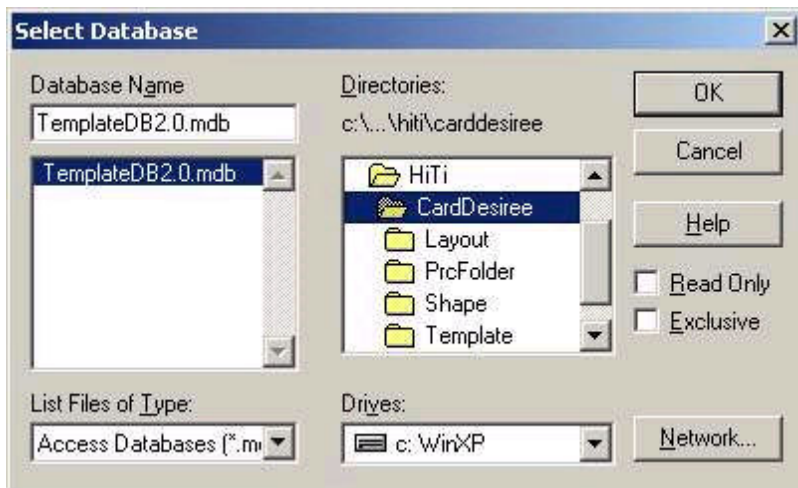 Select Database
Database Name
TemplateDB2.0.mdb
TemplateDB2.0.mdb
List Files of Type:
Access Databases (*.m
Directories:
c:\...\hiti\carddesiree
HiTi
CardDesiree
Layout
PrcFolder
Shape
Template
Drives:
c: WinXP
OK
Cancel
Help
Read Only
Exclusive
Network...